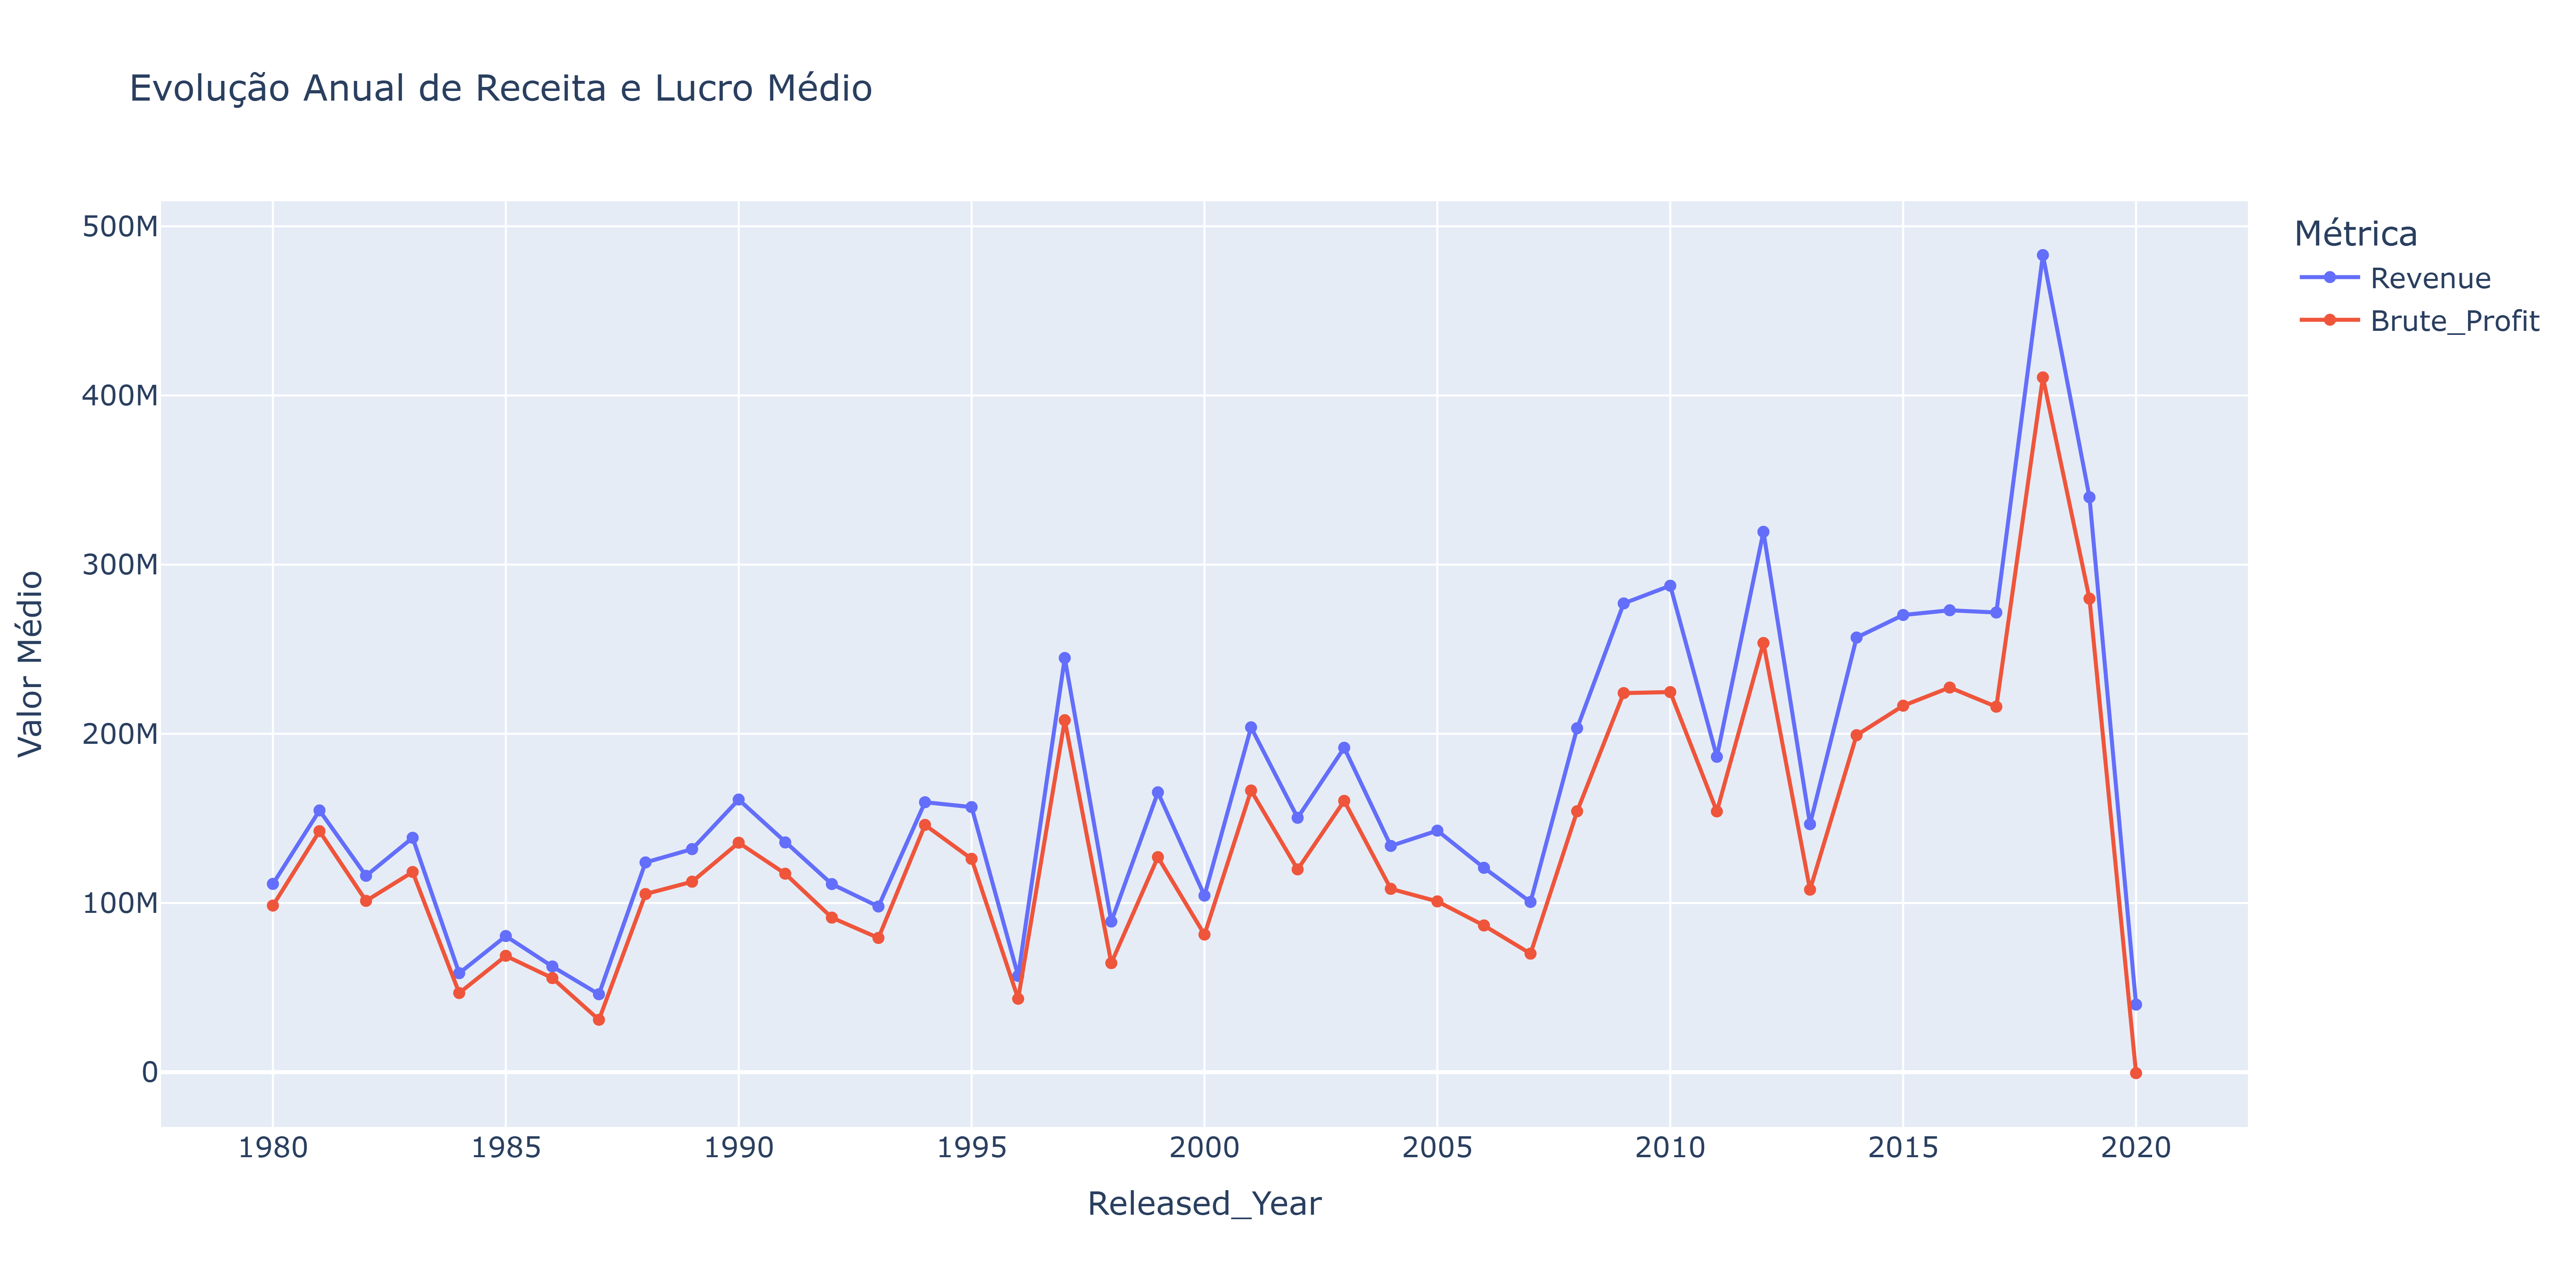 Evolução Anual de Receita e Lucro Médio
Métrica
Revenue
Brute_Profit
Valor Médio
500M
400M
300M
200M
100M
0
1980 1985 1990 1995 2000 2005 2010 2015 2020
Released_Year